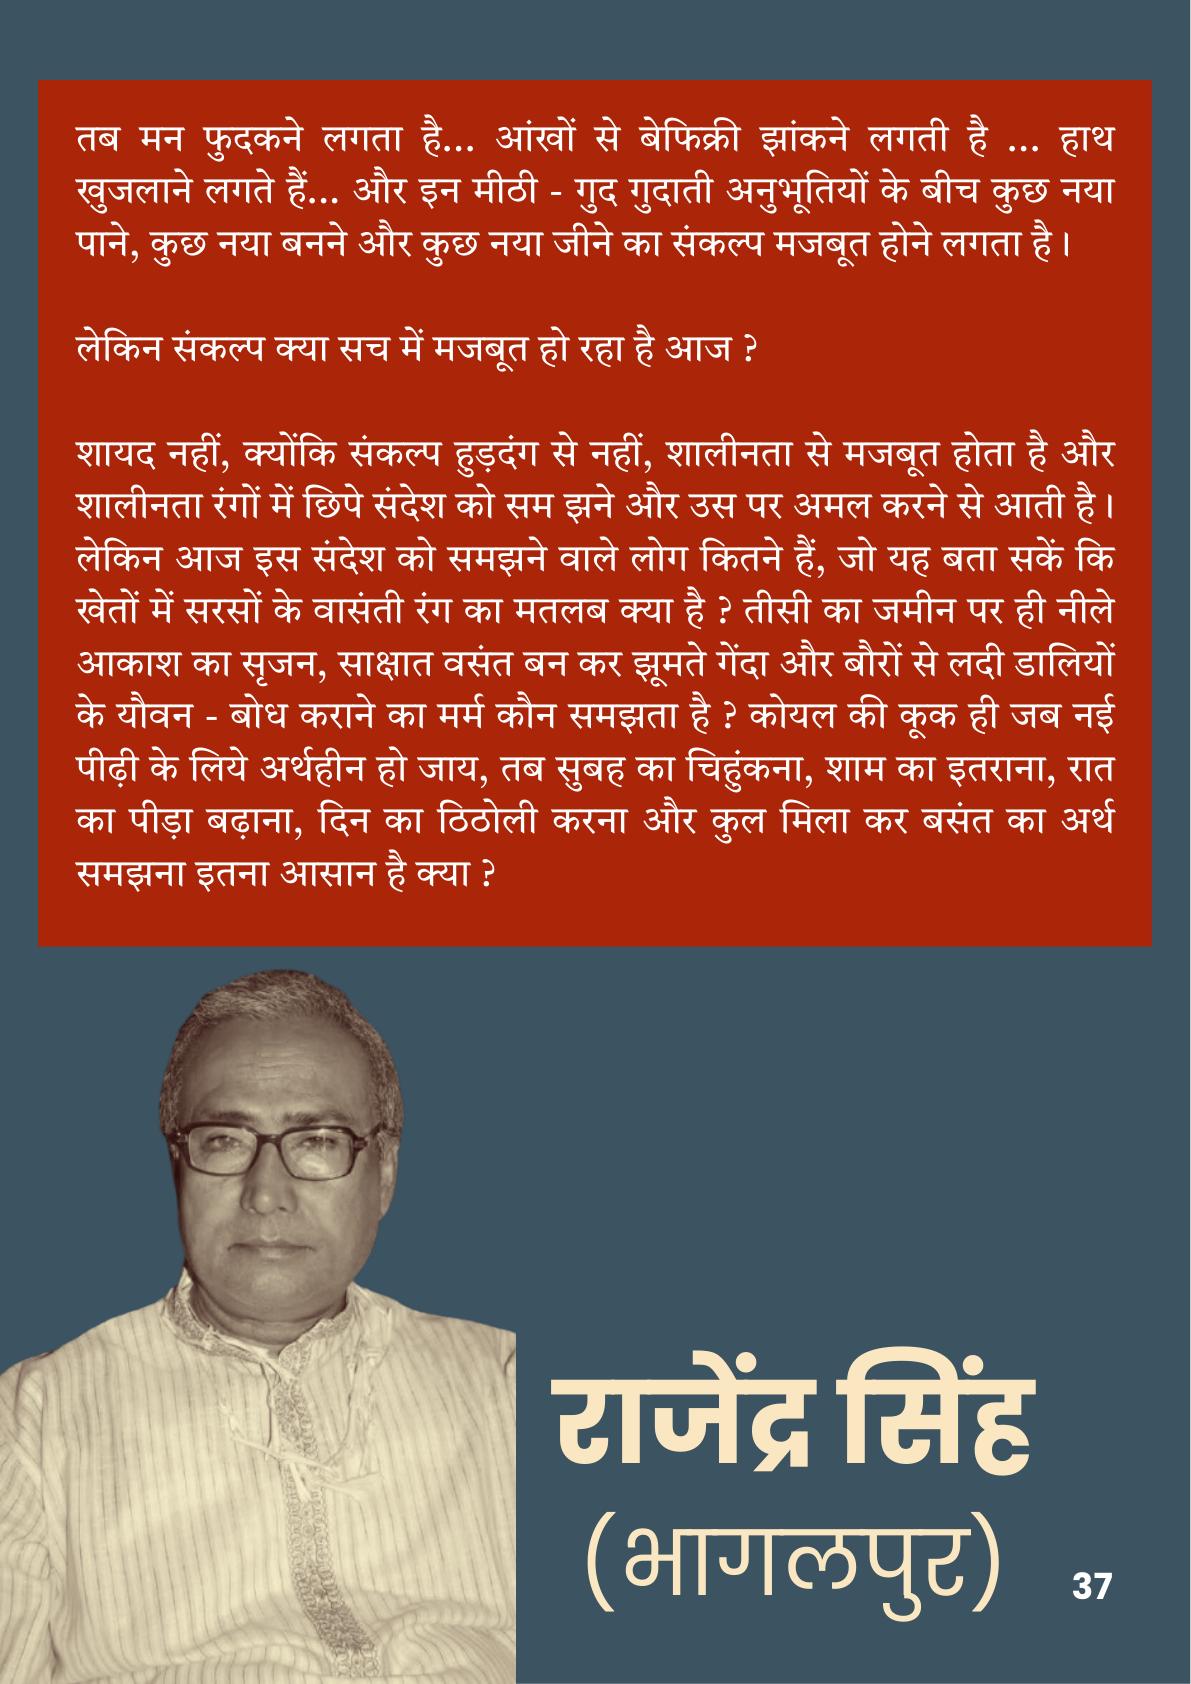 तब मन फुदकने लगता है... आंखों से बेफिक्री झांकने लगती है ... हाथ
खुजलाने लगते हैं... और इन मीठी - गुद गुदाती अनुभूतियों के बीच कुछ नया
पाने, कुछ नया बनने और कुछ नया जीने का संकल्प मजबूत होने लगता है।
लेकिन संकल्प क्या सच में मजबूत हो रहा है आज ?
शायद नहीं, क्योंकि संकल्प हुड़दंग से नहीं, शालीनता से मजबूत होता है और
शालीनता रंगों में छिपे संदेश को सम झने और उस पर अमल करने से आती है।
लेकिन आज इस संदेश को समझने वाले लोग कितने हैं, जो यह बता सकें कि
खेतों में सरसों के वासंती रंग का मतलब क्या है ? तीसी का जमीन पर ही नीले
आकाश का सृजन, साक्षात वसंत बन कर झूमते गेंदा और बौरों से लदी डालियों
के यौवन - बोध कराने का मर्म कौन समझता है ? कोयल की कूक ही जब नई
पीढ़ी के लिये अर्थहीन हो जाय, तब सुबह का चिहुंकना, शाम का इतराना, रात
का पीड़ा बढ़ाना, दिन का ठिठोली करना और कुल मिला कर बसंत का अर्थ
समझना इतना आसान है क्या ?
राजेंद्र सिंह
(भागलपुर)
37